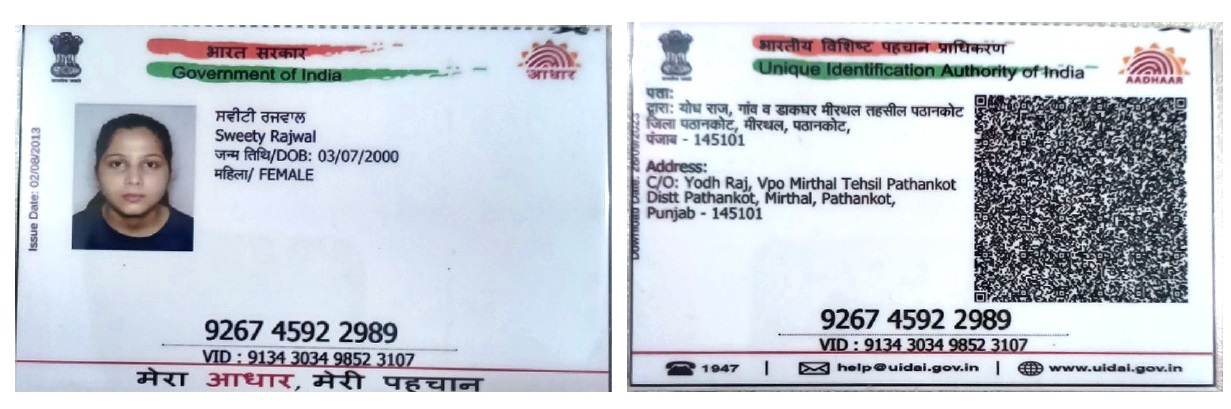 भारत सरकार
Government of India
आधार
Issue Date: 02/08/2013
ਸਵੀਟੀ ਰਜਵਾਲ
Sweety Rajwal
जन्म तिथि/DOB: 03/07/2000
महिला/ FEMALE
9267 4592 2989
VID : 9134 3034 9852 3107
मेरा आधार, मेरी पहचान
भारतीय विशिष्ट पहचान प्राधिकरण
Unique Identification Authority of India
AADHAAR
पता:
द्वारा: योध राज, गांव व डाकघर मीरथल तहसील पठानकोट
जिला पठानकोट, मीरथल, पठानकोट,
पंजाब - 145101
Address:
C/O: Yodh Raj, Vpo Mirthal Tehsil Pathankot
Distt Pathankot, Mirthal, Pathankot,
Punjab - 145101
9267 4592 2989
VID : 9134 3034 9852 3107
1947 | help@uidai.gov.in | www.uidai.gov.in